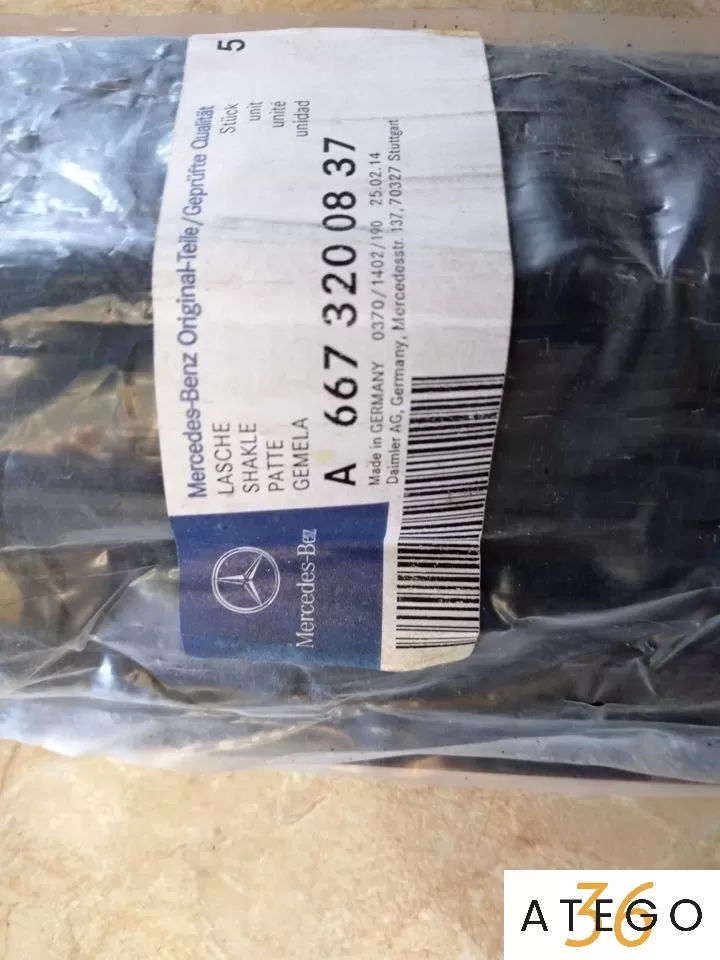 Mercedes-Benz Original-Teile/Geprüfte Qualität
LASCHE Stück 5
SHAKLE unit
PATTE unité
GEMELA unidad
A 667 320 08 37
Made in GERMANY 0370/1402/190 25.02.14
Daimler AG, Germany, Mercedesstr. 137, 70327 Stuttgart
Mercedes-Bez
ATEGO
36